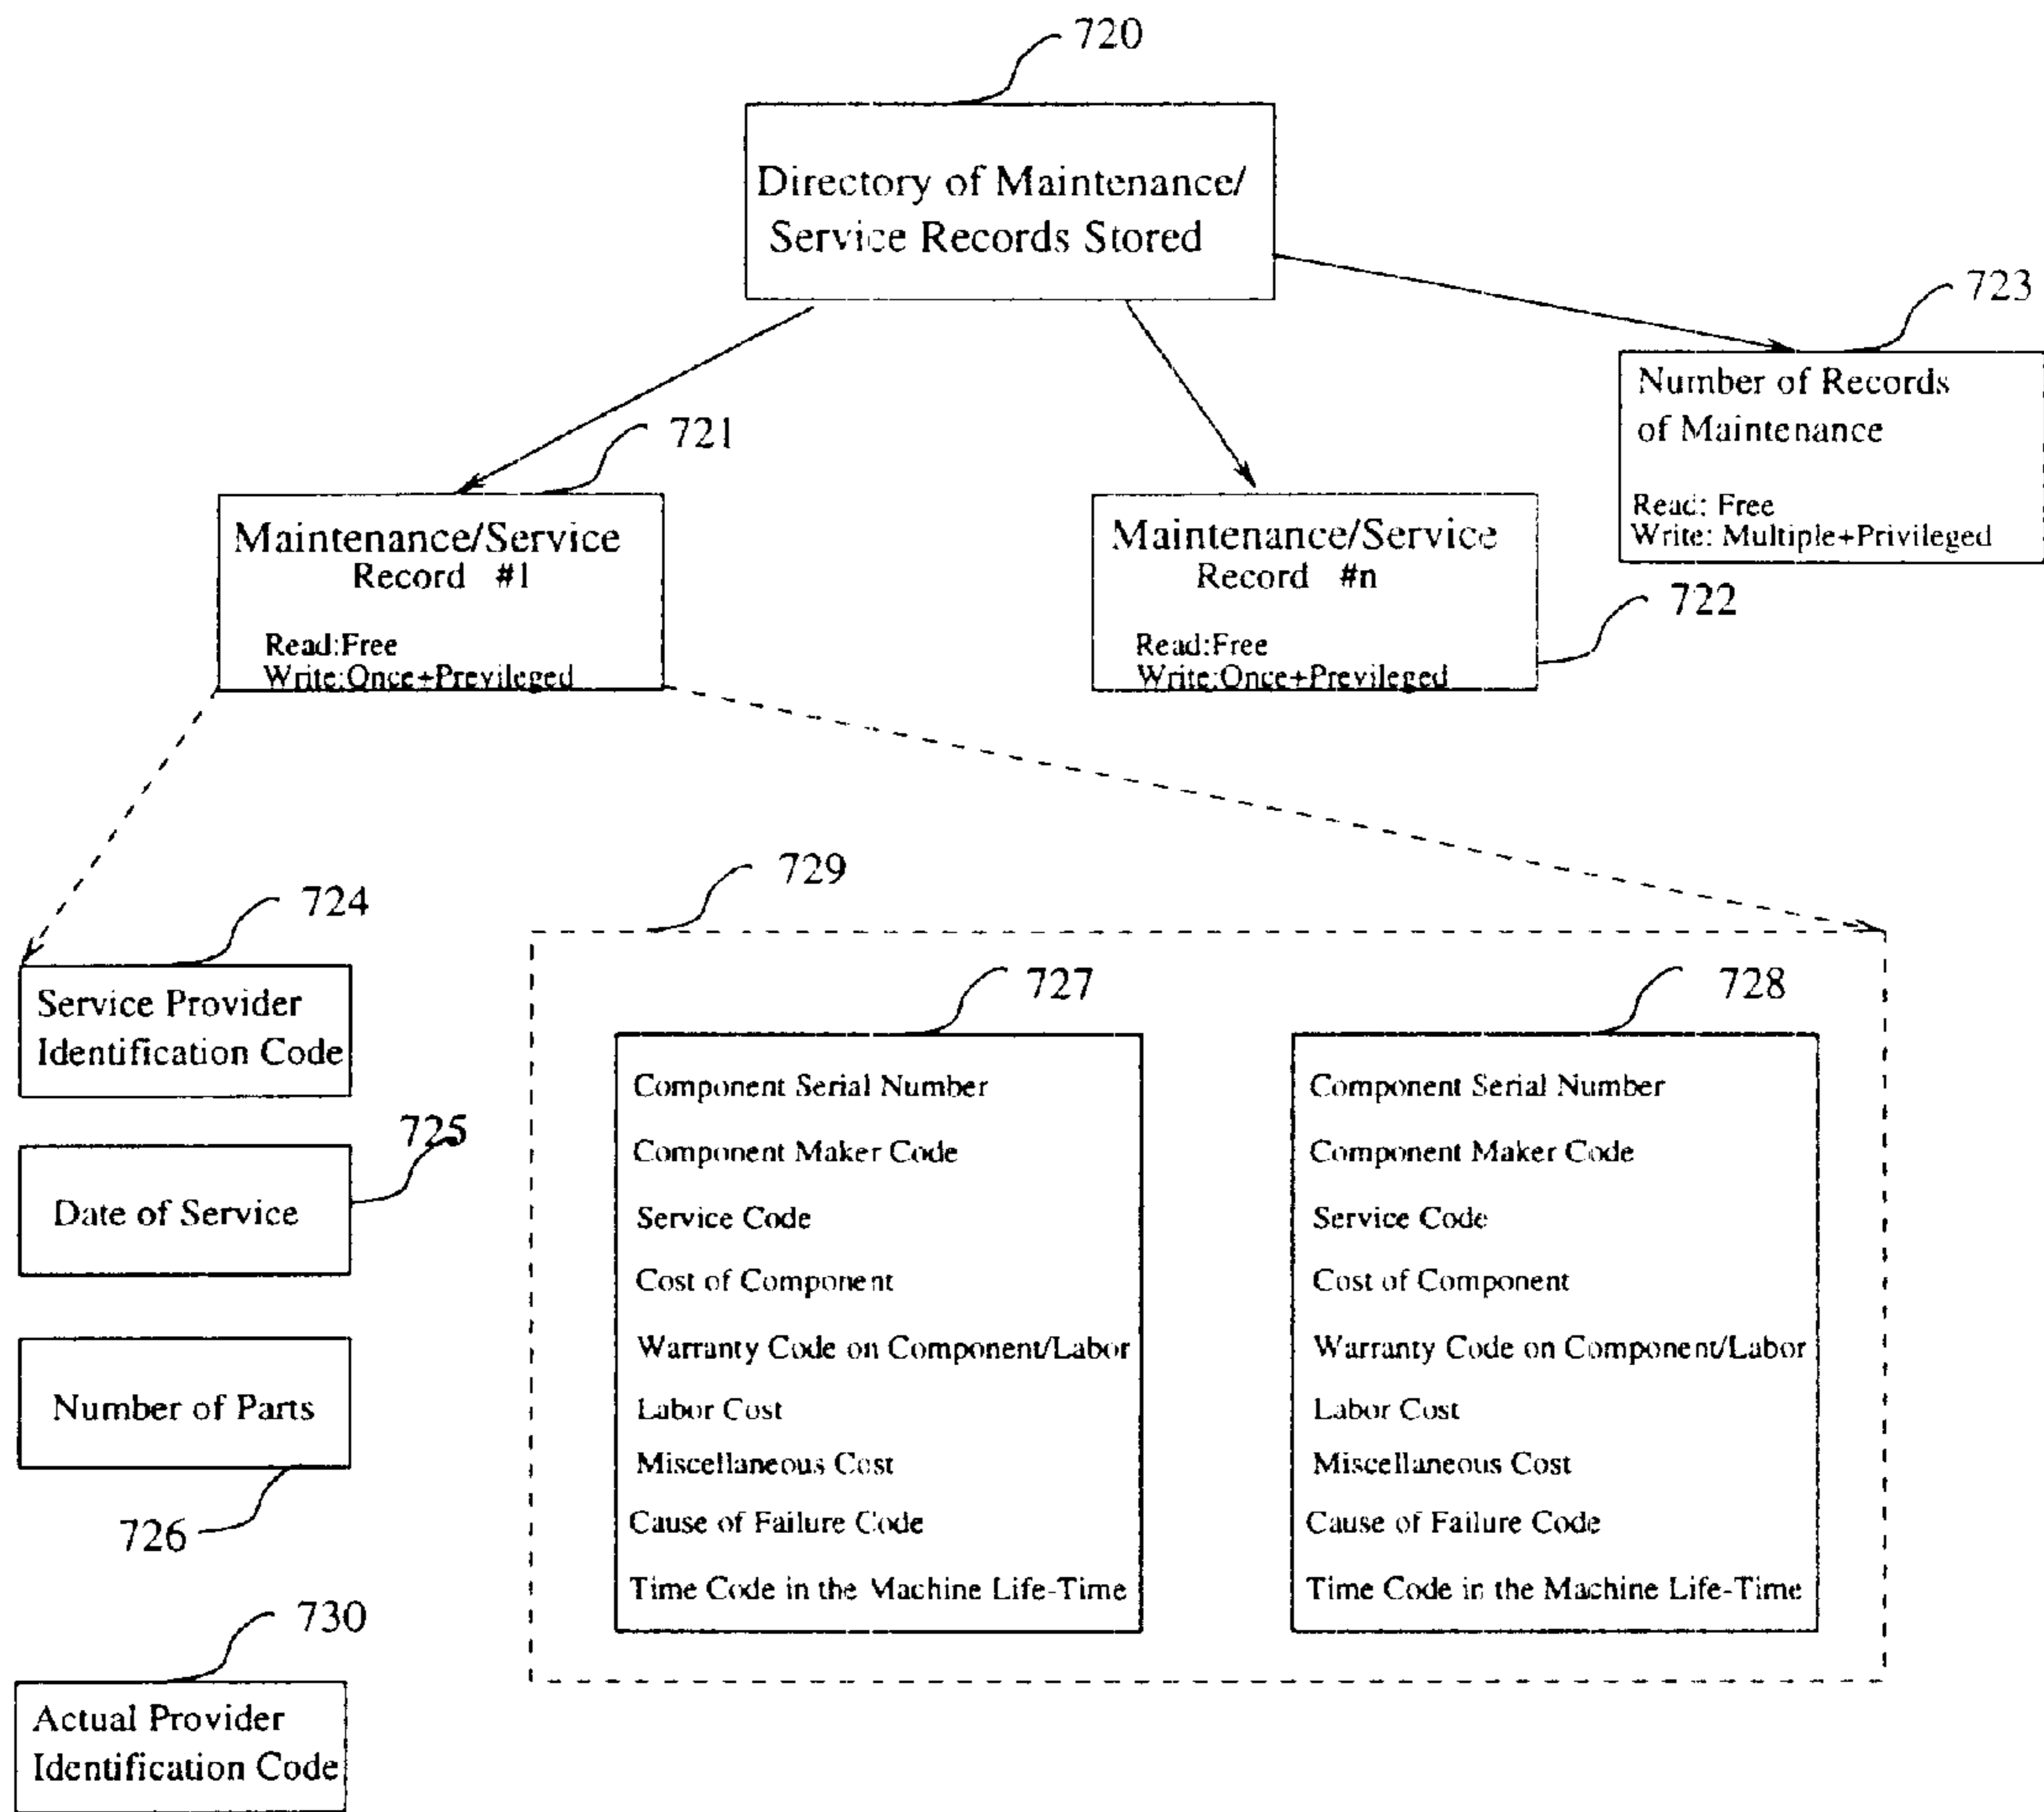 720
Directory of Maintenance/
Service Records Stored
723
Number of Records
of Maintenance
Read: Free
Write: Multiple+Privileged
721
Maintenance/Service
Record #1
Read:Free
Write:Once+Previleged
Maintenance/Service
Record #n
Read:Free
Write:Once+Previleged
722
724
Service Provider
Identification Code
725
Date of Service
Number of Parts
726
730
Actual Provider
Identification Code
729
727
Component Serial Number
Component Maker Code
Service Code
Cost of Component
Warranty Code on Component/Labor
Labor Cost
Miscellaneous Cost
Cause of Failure Code
Time Code in the Machine Life-Time
728
Component Serial Number
Component Maker Code
Service Code
Cost of Component
Warranty Code on Component/Labor
Labor Cost
Miscellaneous Cost
Cause of Failure Code
Time Code in the Machine Life-Time